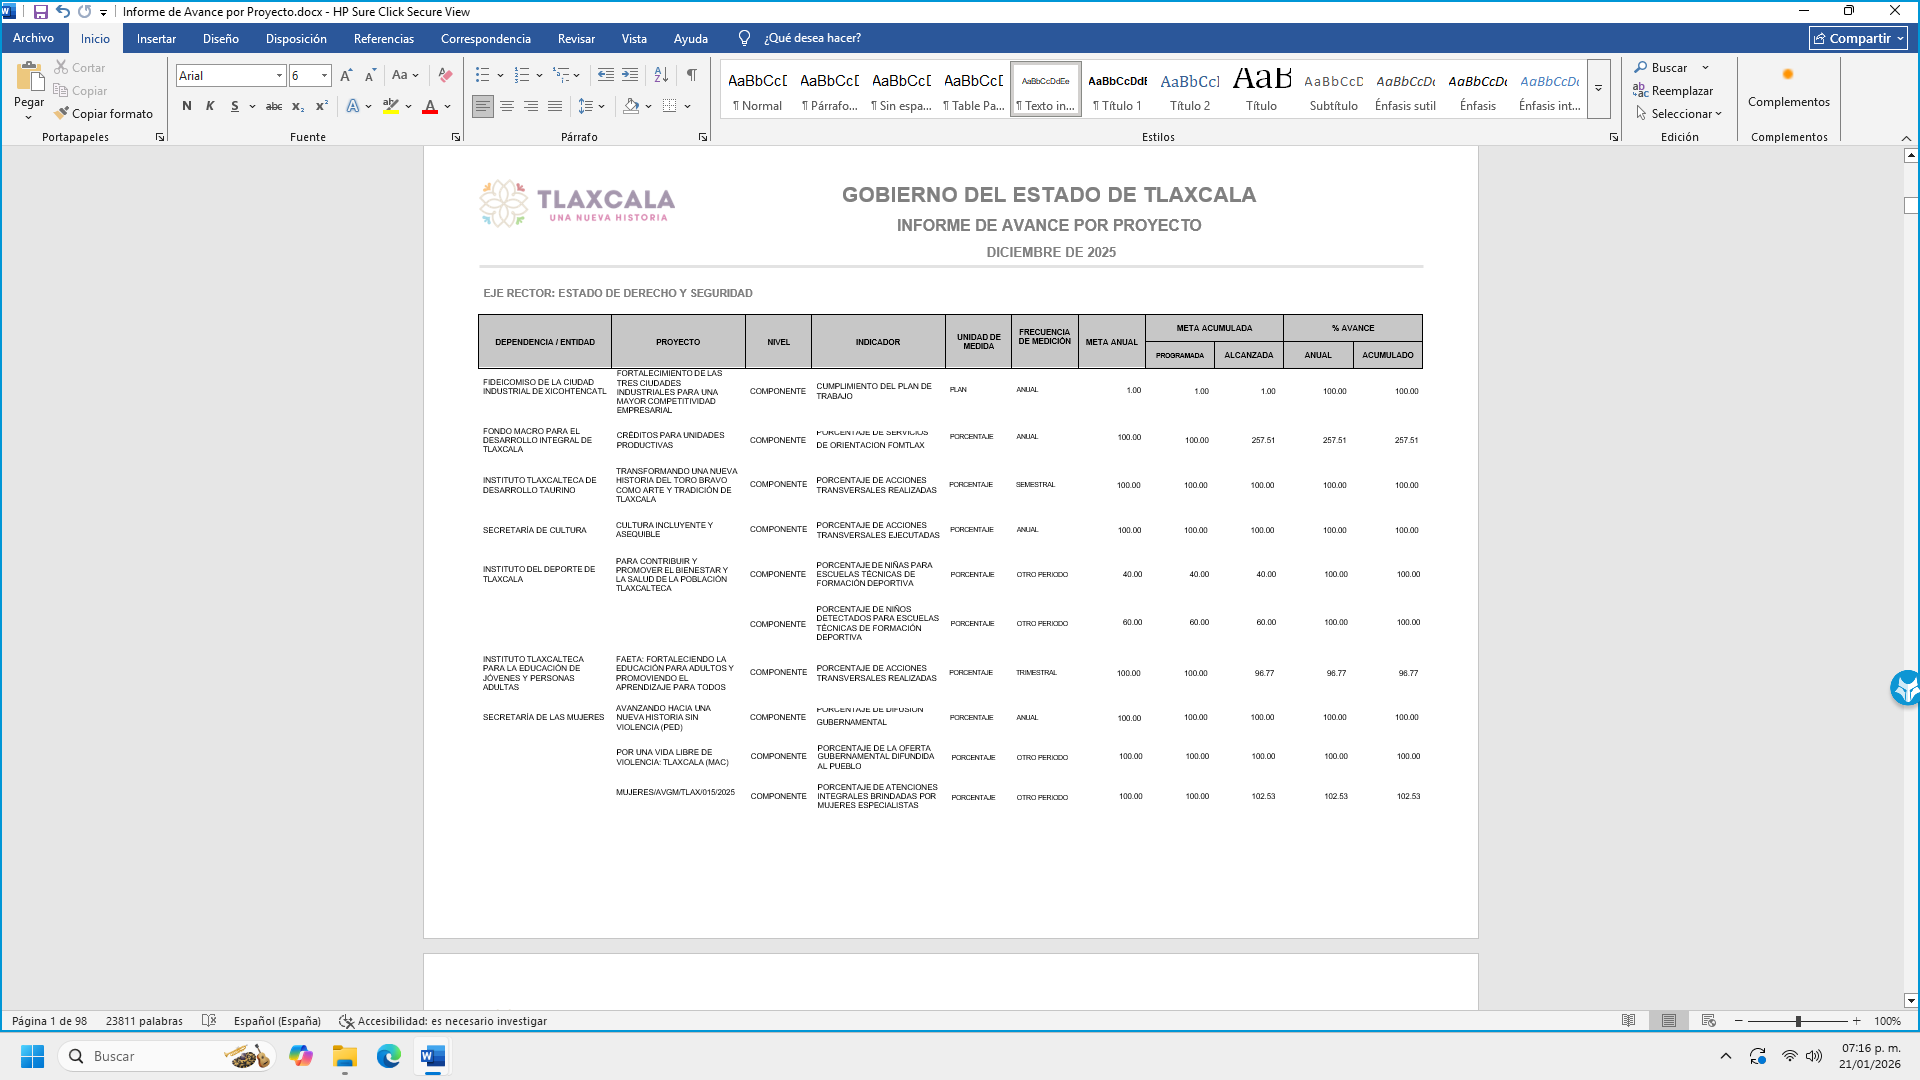 Informe de Avance por Proyecto.docx - HP Sure Click Secure View
Archivo
Inicio
Insertar
Diseño
Disposición
Referencias
Correspondencia
Revisar
Vista
Ayuda
¿Qué desea hacer?
Compartir
Pegar
Cortar
Copiar
Copiar formato
Portapapeles
Arial
6
Fuente
Párrafo
AaBbCcI
¶ Normal
AaBbCcI
¶ Párrafo...
AaBbCcI
¶ Sin espa...
AaBbCcI
¶ Table Pa...
AaBbCcDdEe
¶ Texto in...
AaBbCcDdE
¶ Título 1
AaBbCcI
Título 2
AaB
Título
AaBbCcD
Subtítulo
AaBbCcDc
Énfasis sutil
AaBbCcDc
Énfasis
AaBbCcDc
Énfasis int...
Estilos
Buscar
Reemplazar
Seleccionar
Edición
Complementos
Complementos
TLAXCALA
UNA NUEVA HISTORIA
GOBIERNO DEL ESTADO DE TLAXCALA
INFORME DE AVANCE POR PROYECTO
DICIEMBRE DE 2025
EJE RECTOR: ESTADO DE DERECHO Y SEGURIDAD
DEPENDENCIA / ENTIDAD
PROYECTO
NIVEL
INDICADOR
UNIDAD DE
MEDIDA
FRECUENCIA
DE MEDICIÓN
META ANUAL
META ACUMULADA
PROGRAMADA
ALCANZADA
% AVANCE
ANUAL
ACUMULADO
FIDEICOMISO DE LA CIUDAD
INDUSTRIAL DE XICOHTENCATL
FORTALECIMIENTO DE LAS
TRES CIUDADES
INDUSTRIALES PARA UNA
MAYOR COMPETITIVIDAD
EMPRESARIAL
COMPONENTE
CUMPLIMIENTO DEL PLAN DE
TRABAJO
PLAN
ANUAL
1.00
1.00
1.00
100.00
100.00
FONDO MACRO PARA EL
DESARROLLO INTEGRAL DE
TLAXCALA
CRÉDITOS PARA UNIDADES
PRODUCTIVAS
COMPONENTE
PORCENTAJE DE SERVICIOS
DE ORIENTACION FOMTLAX
PORCENTAJE
ANUAL
100.00
100.00
257.51
257.51
257.51
INSTITUTO TLAXCALTECA DE
DESARROLLO TAURINO
TRANSFORMANDO UNA NUEVA
HISTORIA DEL TORO BRAVO
COMO ARTE Y TRADICIÓN DE
TLAXCALA
COMPONENTE
PORCENTAJE DE ACCIONES
TRANSVERSALES REALIZADAS
PORCENTAJE
SEMESTRAL
100.00
100.00
100.00
100.00
100.00
SECRETARÍA DE CULTURA
CULTURA INCLUYENTE Y
ASEQUIBLE
COMPONENTE
PORCENTAJE DE ACCIONES
TRANSVERSALES EJECUTADAS
PORCENTAJE
ANUAL
100.00
100.00
100.00
100.00
100.00
INSTITUTO DEL DEPORTE DE
TLAXCALA
PARA CONTRIBUIR Y
PROMOVER EL BIENESTAR Y
LA SALUD DE LA POBLACIÓN
TLAXCALTECA
COMPONENTE
PORCENTAJE DE NIÑAS PARA
ESCUELAS TÉCNICAS DE
FORMACIÓN DEPORTIVA
PORCENTAJE
OTRO PERIODO
40.00
40.00
40.00
100.00
100.00
COMPONENTE
PORCENTAJE DE NIÑOS
DETECTADOS PARA ESCUELAS
TÉCNICAS DE FORMACIÓN
DEPORTIVA
PORCENTAJE
OTRO PERIODO
60.00
60.00
60.00
100.00
100.00
INSTITUTO TLAXCALTECA
PARA LA EDUCACIÓN DE
JÓVENES Y PERSONAS
ADULTAS
FAETA: FORTALECIENDO LA
EDUCACIÓN PARA ADULTOS Y
PROMOVIENDO EL
APRENDIZAJE PARA TODOS
COMPONENTE
PORCENTAJE DE ACCIONES
TRANSVERSALES REALIZADAS
PORCENTAJE
TRIMESTRAL
100.00
100.00
96.77
96.77
96.77
SECRETARÍA DE LAS MUJERES
AVANZANDO HACIA UNA
NUEVA HISTORIA SIN
VIOLENCIA (PED)
COMPONENTE
PORCENTAJE DE DIFUSION
GUBERNAMENTAL
PORCENTAJE
ANUAL
100.00
100.00
100.00
100.00
100.00
POR UNA VIDA LIBRE DE
VIOLENCIA: TLAXCALA (MAC)
COMPONENTE
PORCENTAJE DE LA OFERTA
GUBERNAMENTAL DIFUNDIDA
AL PUEBLO
PORCENTAJE
OTRO PERIODO
100.00
100.00
100.00
100.00
100.00
MUJERES/AVGM/TLAX/015/2025
COMPONENTE
PORCENTAJE DE ATENCIONES
INTEGRALES BRINDADAS POR
MUJERES ESPECIALISTAS
PORCENTAJE
OTRO PERIODO
100.00
100.00
102.53
102.53
102.53
Página 1 de 98
23811 palabras
Español (España)
Accesibilidad: es necesario investigar
100%
Buscar
07:16 p. m.
21/01/2026